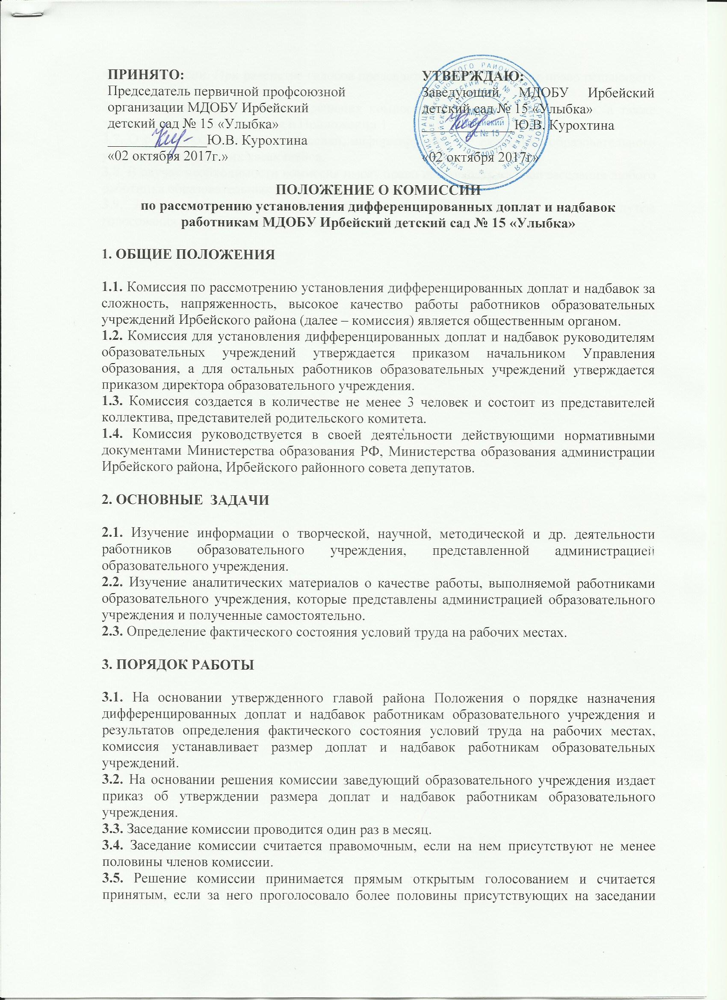 ПРИНЯТО:
Председатель первичной профсоюзной
организации МДОБУ Ирбейский
детский сад № 15 «Улыбка»
______________Ю.В. Курохтина
«02 октября 2017г.»
УТВЕРЖДАЮ:
Заведующий МДОБУ Ирбейский
детский сад № 15 «Улыбка»
Ю.В. Курохтина
«02 октября 2017г»
МДОБУ
Ирбейский
д/с № 15
ПОЛОЖЕНИЕ О КОМИССИИ
по рассмотрению установления дифференцированных доплат и надбавок
работникам МДОБУ Ирбейский детский сад № 15 «Улыбка»
1. ОБЩИЕ ПОЛОЖЕНИЯ
1.1. Комиссия по рассмотрению установления дифференцированных доплат и надбавок за
сложность, напряженность, высокое качество работы работников образовательных
учреждений Ирбейского района (далее – комиссия) является общественным органом.
1.2. Комиссия для установления дифференцированных доплат и надбавок руководителям
образовательных учреждений утверждается приказом начальником Управления
образования, а для остальных работников образовательных учреждений утверждается
приказом директора образовательного учреждения.
1.3. Комиссия создается в количестве не менее 3 человек и состоит из представителей
коллектива, представителей родительского комитета.
1.4. Комиссия руководствуется в своей деятельности действующими нормативными
документами Министерства образования РФ, Министерства образования администрации
Ирбейского района, Ирбейского районного совета депутатов.
2. ОСНОВНЫЕ ЗАДАЧИ
2.1. Изучение информации о творческой, научной, методической и др. деятельности
работников образовательного учреждения, представленной администрацией
образовательного учреждения.
2.2. Изучение аналитических материалов о качестве работы, выполняемой работниками
образовательного учреждения, которые представлены администрацией образовательного
учреждения и полученные самостоятельно.
2.3. Определение фактического состояния условий труда на рабочих местах.
3. ПОРЯДОК РАБОТЫ
3.1. На основании утвержденного главой района Положения о порядке назначения
дифференцированных доплат и надбавок работникам образовательного учреждения и
результатов определения фактического состояния условий труда на рабочих местах,
комиссия устанавливает размер доплат и надбавок работникам образовательных
учреждений.
3.2. На основании решения комиссии заведующий образовательного учреждения издает
приказ об утверждении размера доплат и надбавок работникам образовательного
учреждения.
3.3. Заседание комиссии проводится один раз в месяц.
3.4. Заседание комиссии считается правомочным, если на нем присутствуют не менее
половины членов комиссии.
3.5. Решение комиссии принимается прямым открытым голосованием и считается
принятым, если за него проголосовало более половины присутствующих на заседании